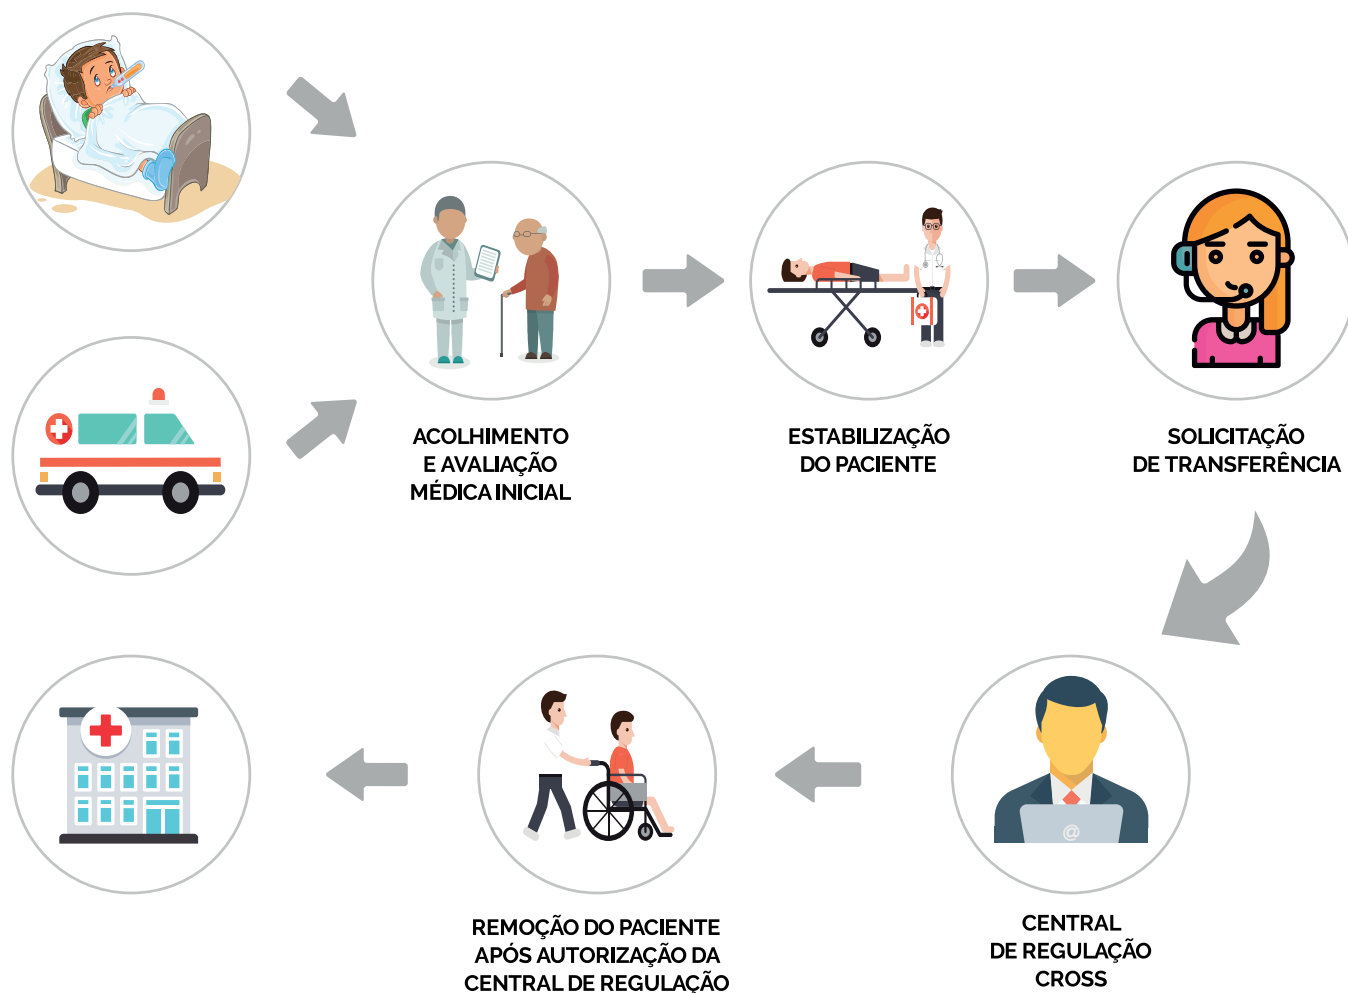 ACOLHIMENTO
E AVALIAÇÃO
MÉDICA INICIAL
ESTABILIZAÇÃO
DO PACIENTE
SOLICITAÇÃO
DE TRANSFERÊNCIA
@
CENTRAL
DE REGULAÇÃO
CROSS
REMOÇÃO DO PACIENTE
APÓS AUTORIZAÇÃO DA
CENTRAL DE REGULAÇÃO